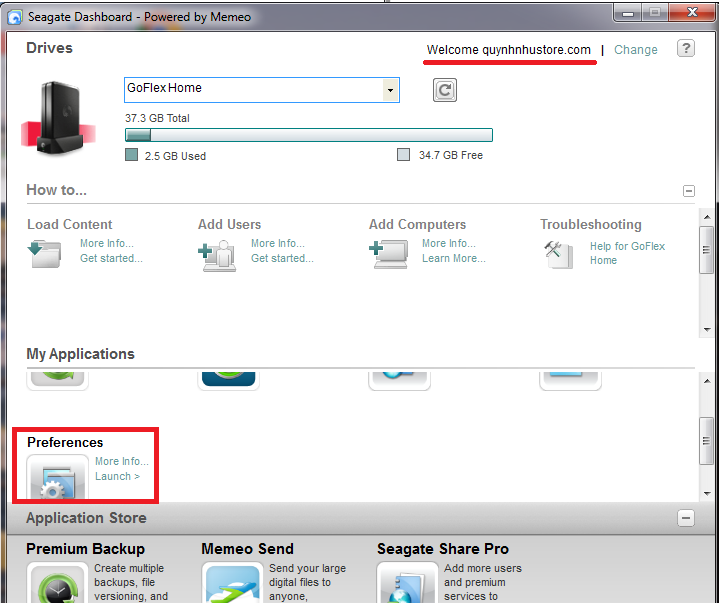 Seagate Dashboard - Powered by Memeo
Drives
Welcome quynhnhustore.com | Change ?
GoFlex Home
37.3 GB Total
2.5 GB Used
34.7 GB Free
How to...
Load Content
More Info...
Get started...
Add Users
More Info...
Get started...
Add Computers
More Info...
Learn More...
Troubleshooting
Help for GoFlex
Home
My Applications
Preferences
More Info...
Launch >
Application Store
Premium Backup
Create multiple
backups, file
versioning, and
Memeo Send
Send your large
digital files to
anyone,
Seagate Share Pro
Add more users
and premium
services to